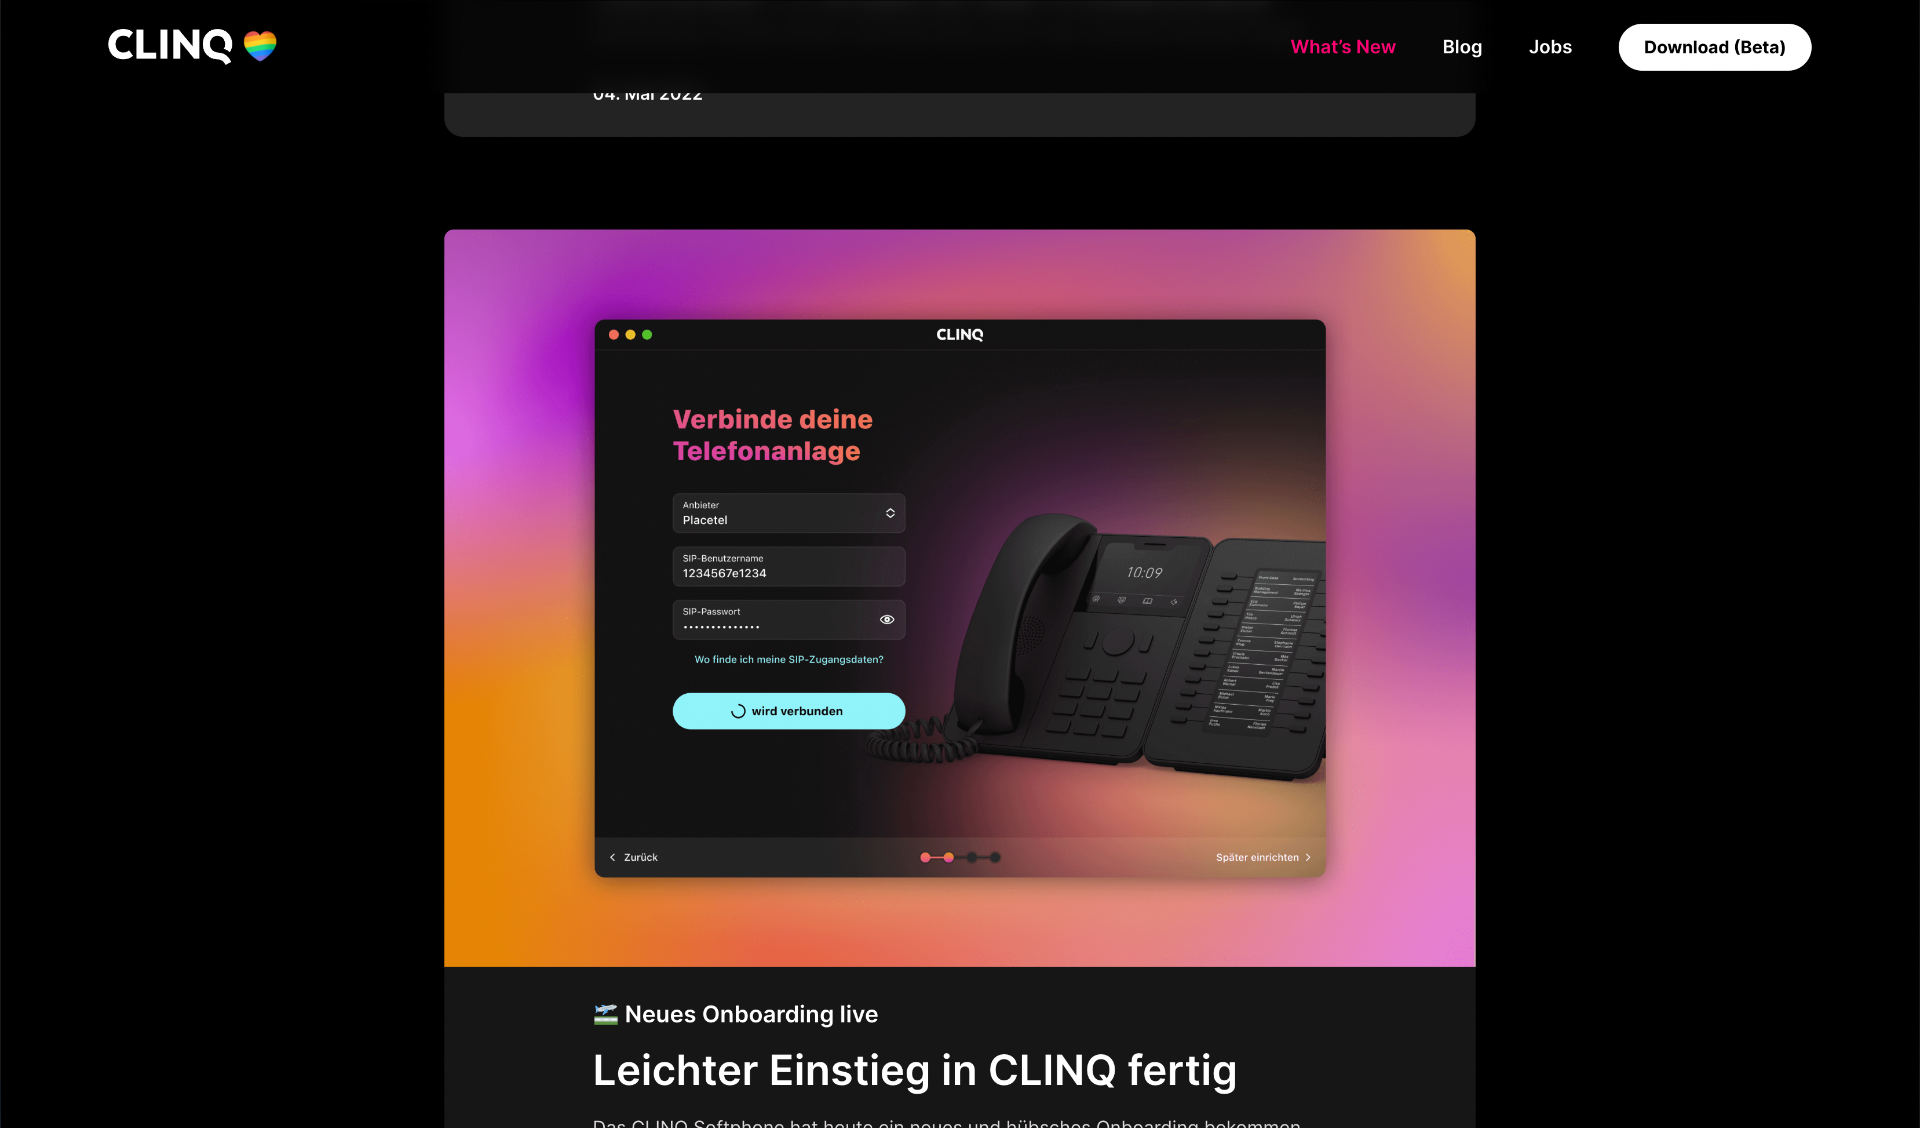 CLINQ
What's New
Blog
Jobs
Download (Beta)
04. Mai 2022
CLINQ
Verbinde deine
Telefonanlage
Anbieter
Placetel
SIP-Benutzername
1234567e1234
SIP-Passwort
••••••••••••••
Wo finde ich meine SIP-Zugangsdaten?
wird verbunden
10:09
Zurück
Später einrichten
Neues Onboarding live
Leichter Einstieg in CLINQ fertig
Das CLINQ Softphone hat heute ein neues und hübsches Onboarding bekommen